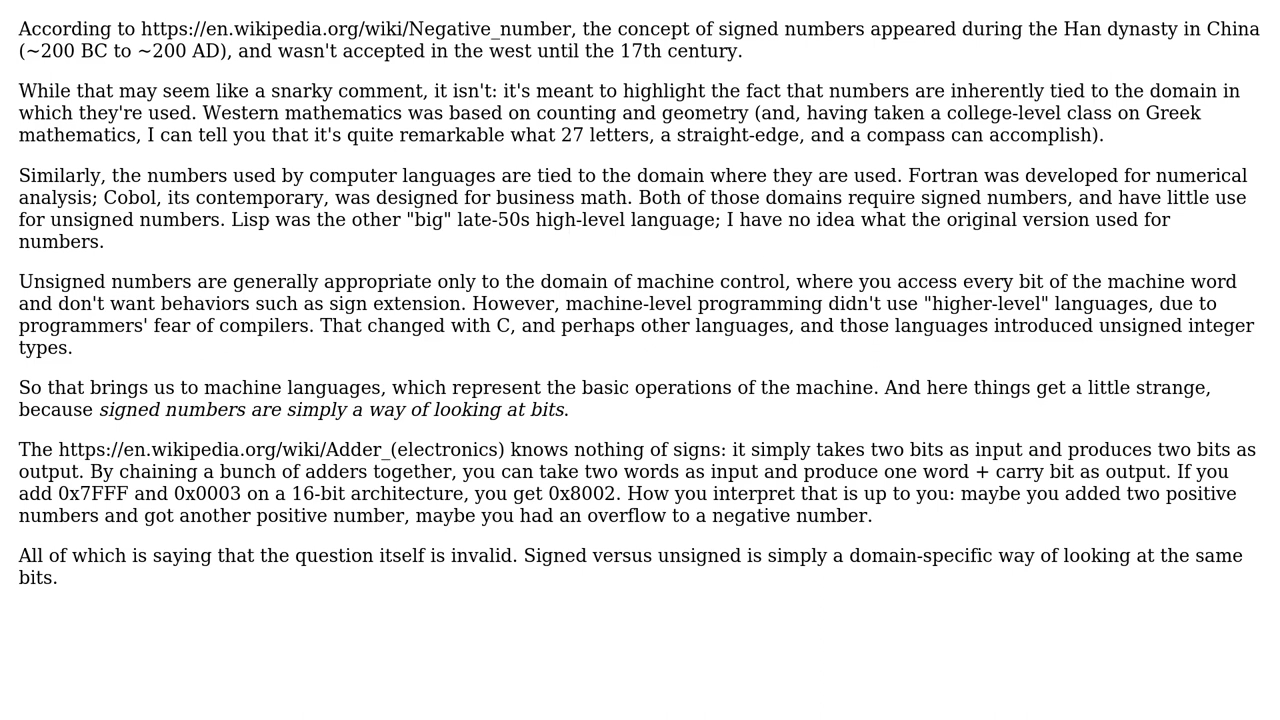 According to https://en.wikipedia.org/wiki/Negative_number, the concept of signed numbers appeared during the Han dynasty in China
(~200 BC to ~200 AD), and wasn't accepted in the west until the 17th century.
While that may seem like a snarky comment, it isn't: it's meant to highlight the fact that numbers are inherently tied to the domain in
which they're used. Western mathematics was based on counting and geometry (and, having taken a college-level class on Greek
mathematics, I can tell you that it's quite remarkable what 27 letters, a straight-edge, and a compass can accomplish).
Similarly, the numbers used by computer languages are tied to the domain where they are used. Fortran was developed for numerical
analysis; Cobol, its contemporary, was designed for business math. Both of those domains require signed numbers, and have little use
for unsigned numbers. Lisp was the other "big" late-50s high-level language; I have no idea what the original version used for
numbers.
Unsigned numbers are generally appropriate only to the domain of machine control, where you access every bit of the machine word
and don't want behaviors such as sign extension. However, machine-level programming didn't use "higher-level" languages, due to
programmers' fear of compilers. That changed with C, and perhaps other languages, and those languages introduced unsigned integer
types.
So that brings us to machine languages, which represent the basic operations of the machine. And here things get a little strange,
because signed numbers are simply a way of looking at bits.
The https://en.wikipedia.org/wiki/Adder_(electronics) knows nothing of signs: it simply takes two bits as input and produces two bits as
output. By chaining a bunch of adders together, you can take two words as input and produce one word + carry bit as output. If you
add 0x7FFF and 0x0003 on a 16-bit architecture, you get 0x8002. How you interpret that is up to you: maybe you added two positive
numbers and got another positive number, maybe you had an overflow to a negative number.
All of which is saying that the question itself is invalid. Signed versus unsigned is simply a domain-specific way of looking at the same
bits.